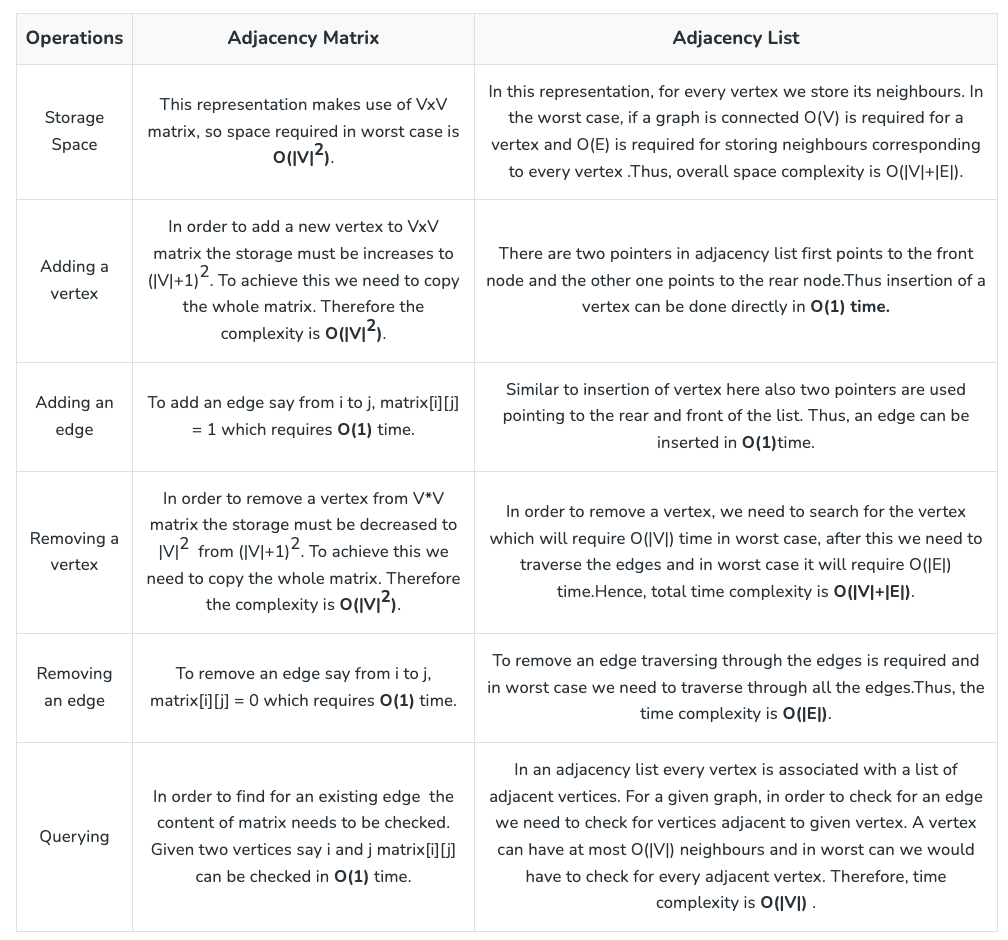 Operations
Adjacency Matrix
Adjacency List
Storage
Space
This representation makes use of VxV
matrix, so space required in worst case is
O(|V|²).
In this representation, for every vertex we store its neighbours. In
the worst case, if a graph is connected O(V) is required for a
vertex and O(E) is required for storing neighbours corresponding
to every vertex .Thus, overall space complexity is O(|V|+|E|).
Adding a
vertex
In order to add a new vertex to VxV
matrix the storage must be increases to
(|V|+1)². To achieve this we need to copy
the whole matrix. Therefore the
complexity is O(|V|²).
There are two pointers in adjacency list first points to the front
node and the other one points to the rear node.Thus insertion of a
vertex can be done directly in O(1) time.
Adding an
edge
To add an edge say from i to j, matrix[i][j]
= 1 which requires O(1) time.
Similar to insertion of vertex here also two pointers are used
pointing to the rear and front of the list. Thus, an edge can be
inserted in O(1)time.
Removing a
vertex
In order to remove a vertex from V*V
matrix the storage must be decreased to
|V|² from (|V|+1)². To achieve this we
need to copy the whole matrix. Therefore
the complexity is O(|V|²).
In order to remove a vertex, we need to search for the vertex
which will require O(|V|) time in worst case, after this we need to
traverse the edges and in worst case it will require O(|E|)
time.Hence, total time complexity is O(|V|+|E|).
Removing
an edge
To remove an edge say from i to j,
matrix[i][j] = 0 which requires O(1) time.
To remove an edge traversing through the edges is required and
in worst case we need to traverse through all the edges.Thus, the
time complexity is O(|E|).
Querying
In order to find for an existing edge  the
content of matrix needs to be checked.
Given two vertices say i and j matrix[i][j]
can be checked in O(1) time.
In an adjacency list every vertex is associated with a list of
adjacent vertices. For a given graph, in order to check for an edge
we need to check for vertices adjacent to given vertex. A vertex
can have at most O(|V|) neighbours and in worst can we would
have to check for every adjacent vertex. Therefore, time
complexity is O(|V|) .